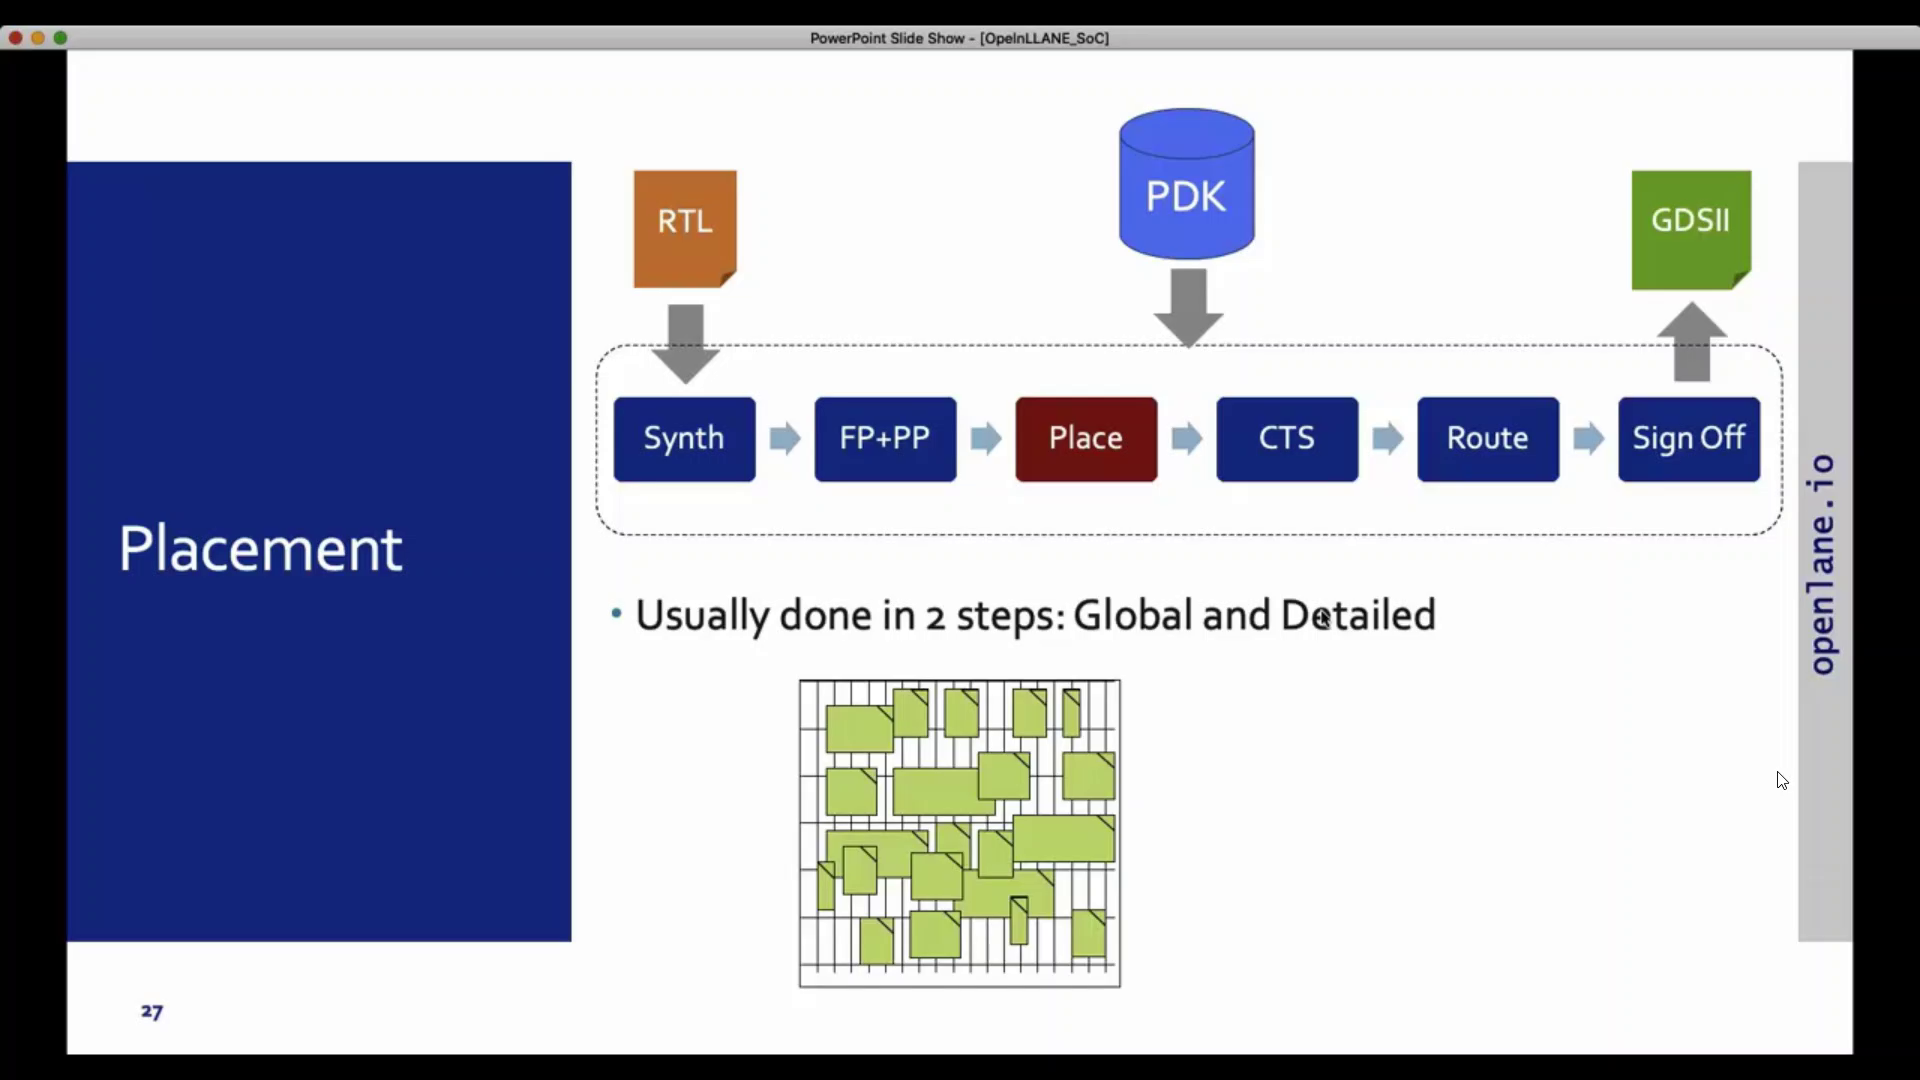 PowerPoint Slide Show - [OpeInLLANE_SoC]
PDK
RTL
GDSII
Synth
FP+PP
Place
CTS
Route
Sign Off
Placement
• Usually done in 2 steps: Global and Detailed
openlane.io
27